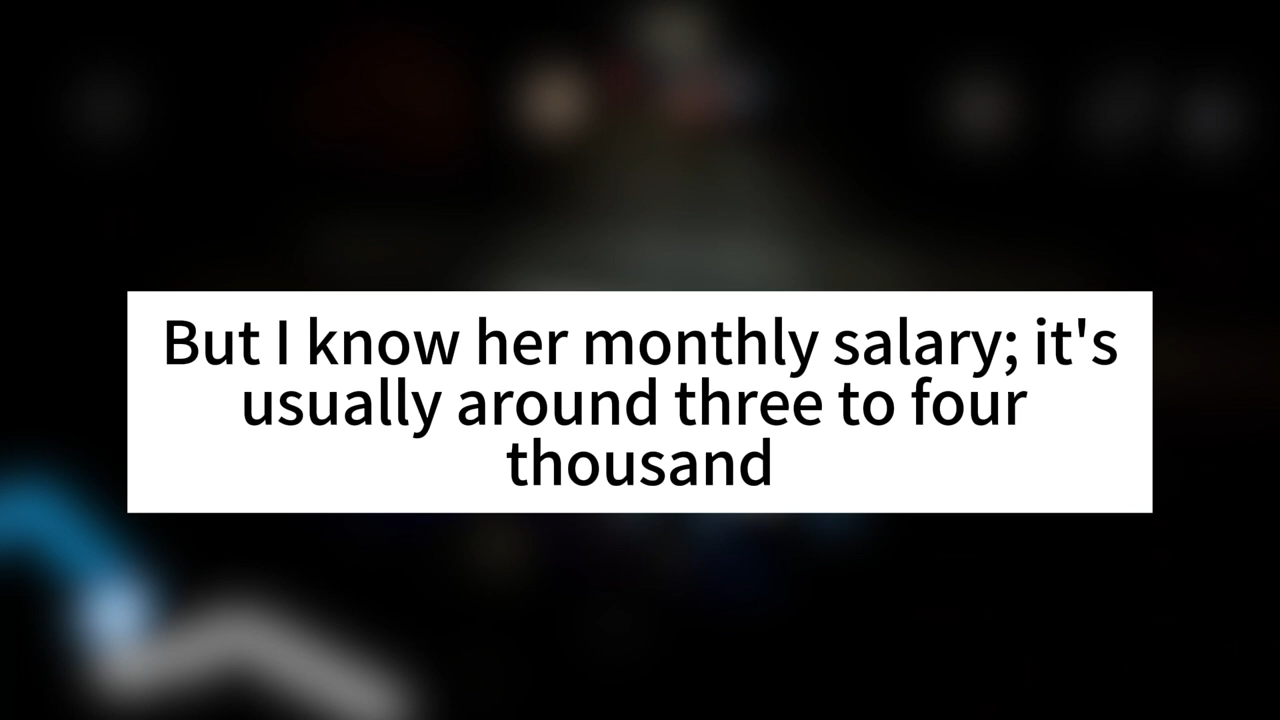 But I know her monthly salary; it's
usually around three to four
thousand